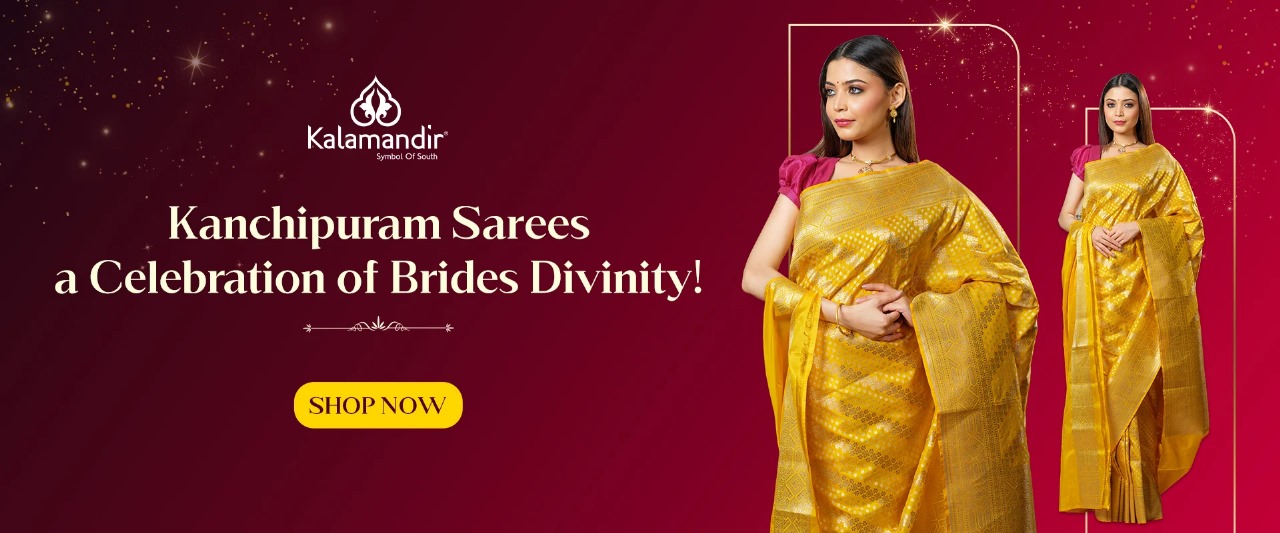 Kalamandir®
Symbol Of South
Kanchipuram Sarees
a Celebration of Brides Divinity!
SHOP NOW